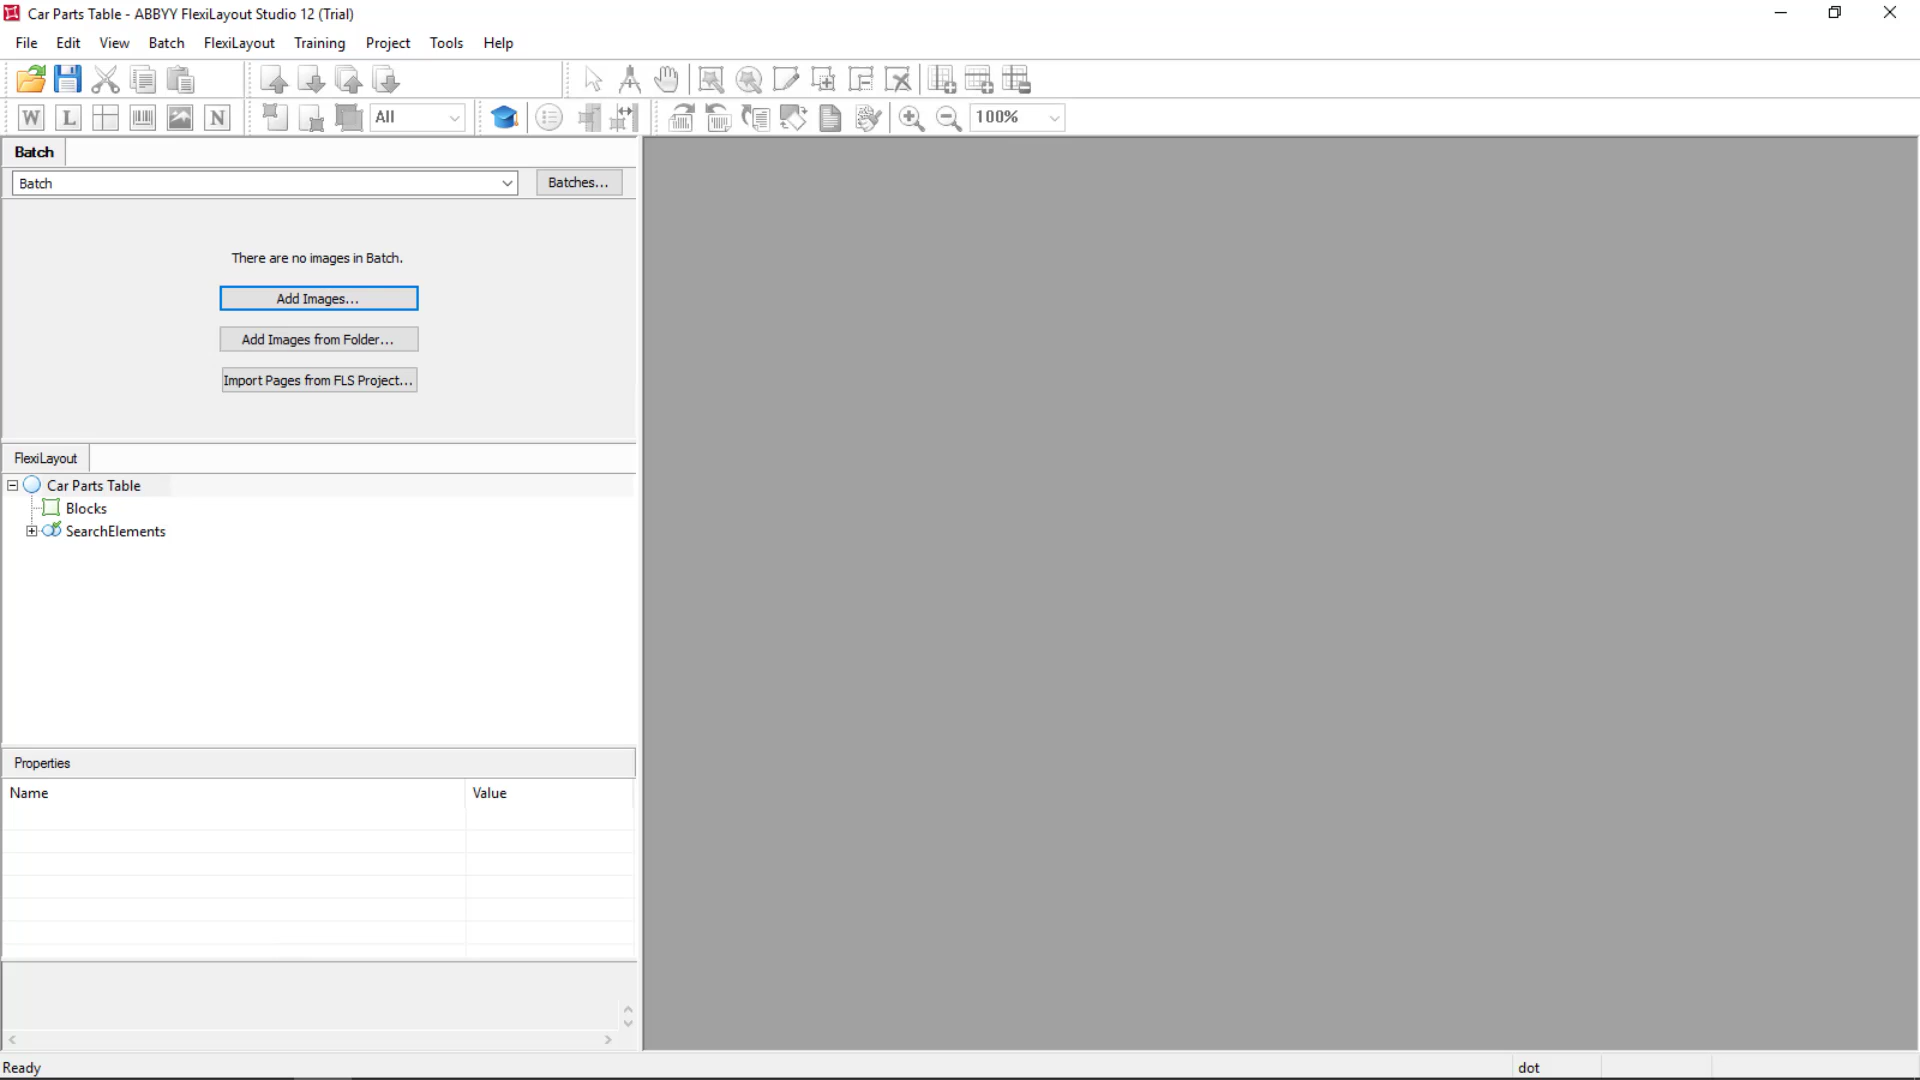 Car Parts Table - ABBYY FlexiLayout Studio 12 (Trial)
File Edit View Batch FlexiLayout Training Project Tools Help
W L N All 100%
Batch
Batch Batches...
There are no images in Batch.
Add Images...
Add Images from Folder...
Import Pages from FLS Project...
FlexiLayout
Car Parts Table
Blocks
SearchElements
Properties
Name Value
Ready dot